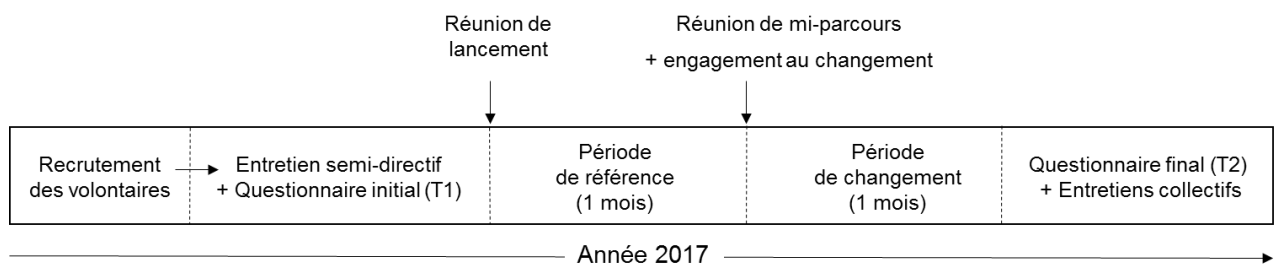 Réunion de
lancement
Réunion de mi-parcours
+ engagement au changement
Recrutement
des volontaires
Entretien semi-directif
+ Questionnaire initial (T1)
Période
de référence
(1 mois)
Période
de changement
(1 mois)
Questionnaire final (T2)
+ Entretiens collectifs
Année 2017